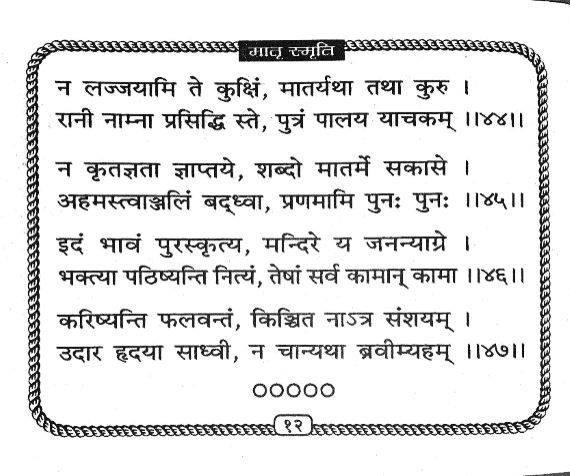 मातृ स्मृति
न लज्जयामि ते कुक्षिं, मातर्यथा तथा कुरु ।
रानी नाम्ना प्रसिद्धि स्ते, पुत्रं पालय याचकम् ।।४४।।
न कृतज्ञता ज्ञाप्तये, शब्दो मातर्मे सकासे ।
अहमस्त्वाञ्जलिं बद्ध्वा, प्रणमामि पुनः पुनः ।।४५।।
इदं भावं पुरस्कृत्य, मन्दिरे य जनन्याग्रे ।
भक्त्या पठिष्यन्ति नित्यं, तेषां सर्व कामान् कामा ।।४६।।
करिष्यन्ति फलवन्तं, किञ्चित नाऽत्र संशयम् ।
उदार हृदया साध्वी, न चान्यथा ब्रवीम्यहम् ।।४७।।
○○○○○
१२